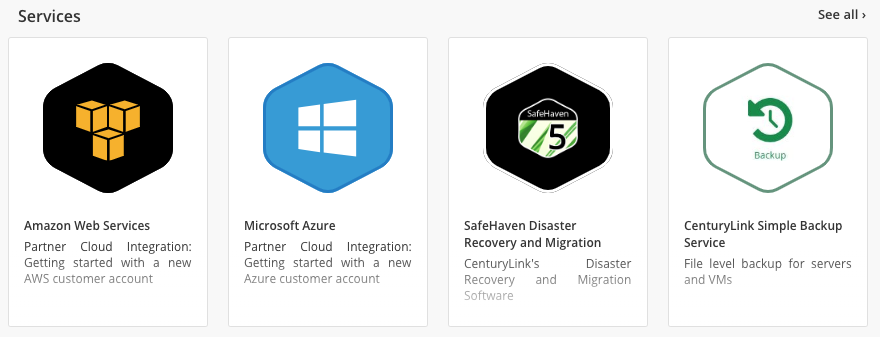 Services
See all ›
SafeHaven
5
Backup
Amazon Web Services
Partner Cloud Integration:
Getting started with a new
AWS customer account
Microsoft Azure
Partner Cloud Integration:
Getting started with a new
Azure customer account
SafeHaven Disaster
Recovery and Migration
CenturyLink's Disaster
Recovery and Migration
Software
CenturyLink Simple Backup
Service
File level backup for servers
and VMs